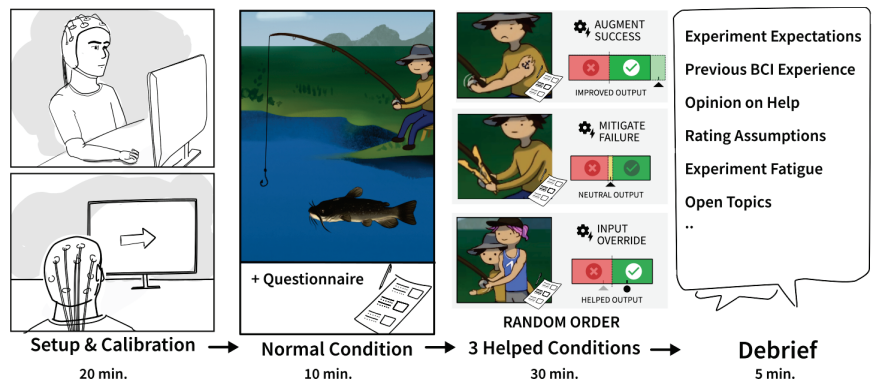 AUGMENT
SUCCESS
IMPROVED OUTPUT
MITIGATE
FAILURE
NEUTRAL OUTPUT
INPUT
OVERRIDE
HELPED OUTPUT
+ Questionnaire
Experiment Expectations
Previous BCI Experience
Opinion on Help
Rating Assumptions
Experiment Fatigue
Open Topics
..
RANDOM ORDER
Setup & Calibration
Normal Condition
3 Helped Conditions
Debrief
20 min.
10 min.
30 min.
5 min.